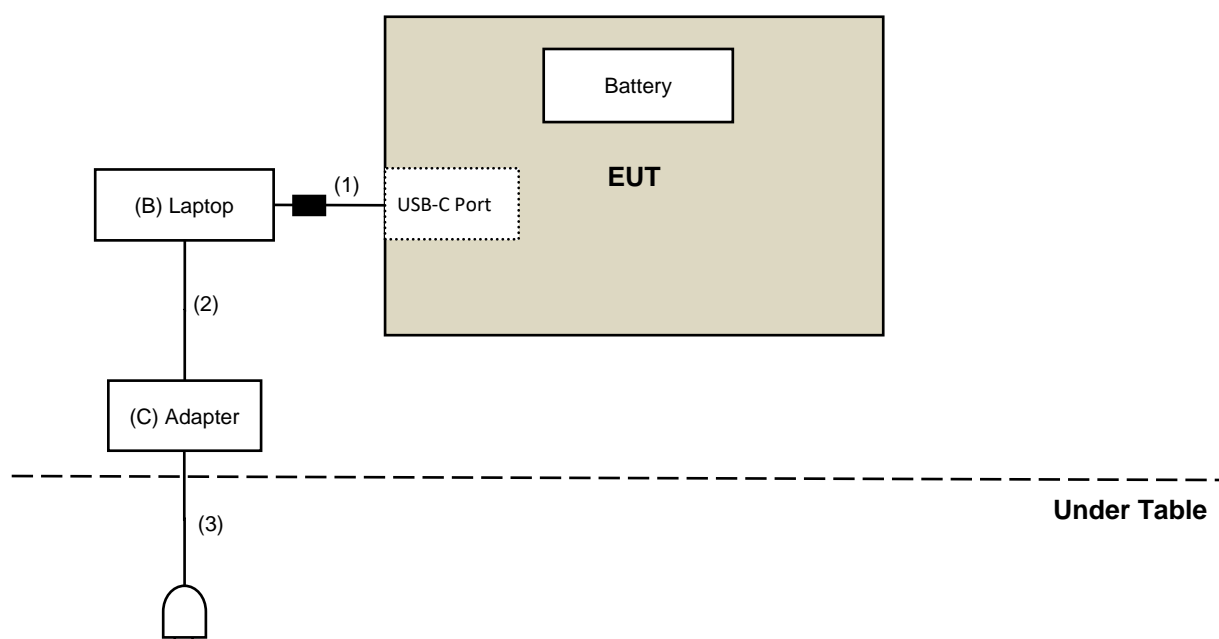 Battery
EUT
(1)
(B) Laptop
USB-C Port
(2)
(C) Adapter
Under Table
(3)